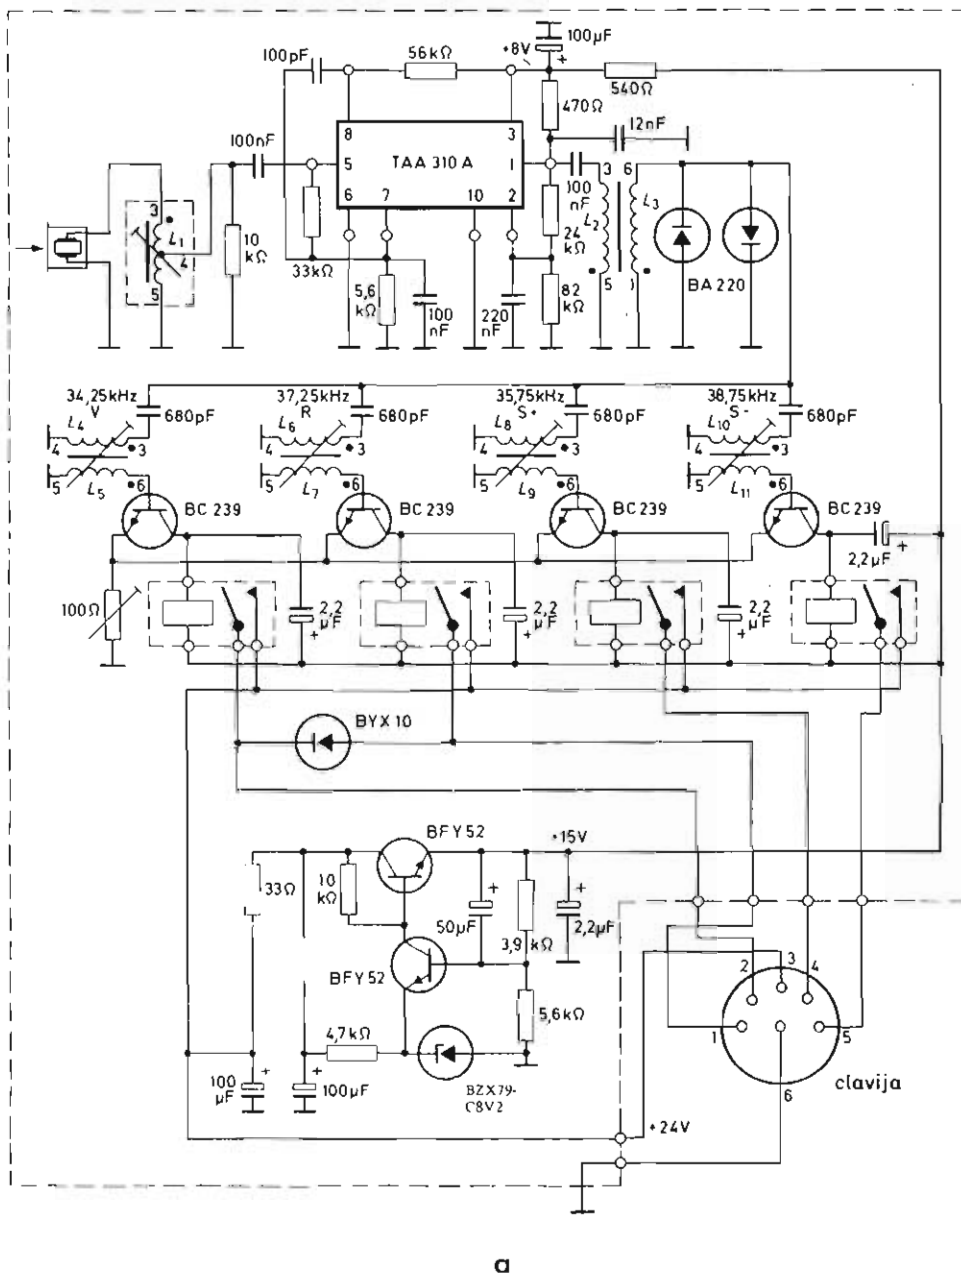 100µF
+8V
+
100pF
56kΩ
540Ω
470Ω
12nF
100nF
8
3
5
TAA 310 A
1
6
7
10
2
100
nF
3
6
L2
L3
24
kΩ
5
1
BA 220
3
L1
4
5
10
kΩ
33kΩ
5,6
kΩ
100
nF
220
nF
82
kΩ
34,25kHz
V
L4
680pF
4
3
5
6
L5
BC 239
37,25kHz
R
L6
680pF
4
3
5
6
L7
BC 239
35,75kHz
S+
L8
680pF
4
3
5
6
L9
BC 239
38,75kHz
S-
L10
680pF
4
3
5
6
L11
BC 239
2,2µF
+
100Ω
2,2
µF
+
2,2
µF
+
2,2
µF
+
BYX 10
BFY 52
+15V
33Ω
10
kΩ
+
50µF
3,9 kΩ
+
2,2µF
BFY 52
5,6kΩ
4,7kΩ
100
µF
+
+
100µF
BZX79-
C8V2
2
3
4
1
5
6
clavija
+24V
a